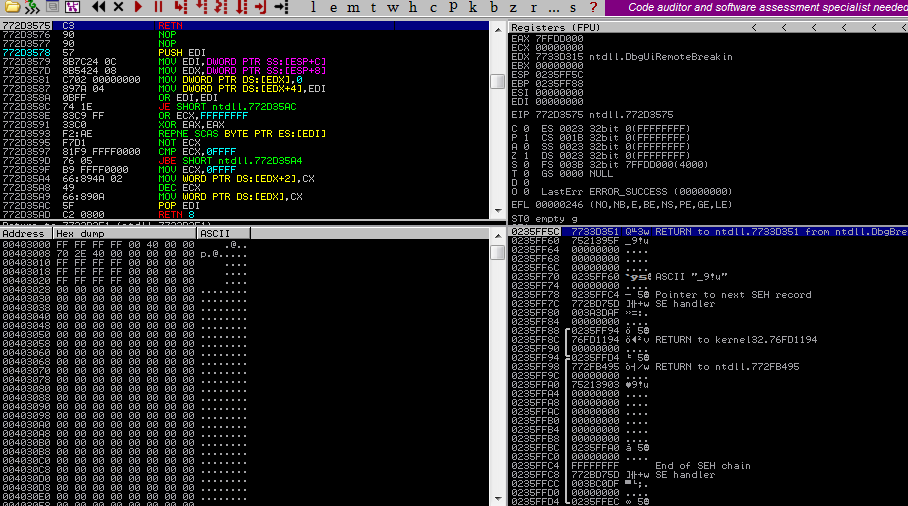 l e m t w h c p k b z r ... s ?
Code auditor and software assessment specialist needed
772D3575 C3 RETN
772D3576 90 NOP
772D3577 90 NOP
772D3578 57 PUSH EDI
772D3579 8B7C24 0C MOV EDI,DWORD PTR SS:[ESP+C]
772D357D 8B5424 08 MOV EDX,DWORD PTR SS:[ESP+8]
772D3581 C702 00000000 MOV DWORD PTR DS:[EDX],0
772D3587 897A 04 MOV DWORD PTR DS:[EDX+4],EDI
772D358A 0BFF OR EDI,EDI
772D358C 74 1E JE SHORT ntdll.772D35AC
772D358E 83C9 FF OR ECX,FFFFFFFF
772D3591 33C0 XOR EAX,EAX
772D3593 F2:AE REPNE SCAS BYTE PTR ES:[EDI]
772D3595 F7D1 NOT ECX
772D3597 81F9 FFFF0000 CMP ECX,0FFFF
772D359D 76 05 JBE SHORT ntdll.772D35A4
772D359F B9 FFFF0000 MOV ECX,0FFFF
772D35A4 66:894A 02 MOV WORD PTR DS:[EDX+2],CX
772D35A8 49 DEC ECX
772D35A9 66:890A MOV WORD PTR DS:[EDX],CX
772D35AC 5F POP EDI
772D35AD C2 0800 RETN 8
Registers (FPU) < < < < < <
EAX 7FFDD000
ECX 00000000
EDX 7733D315 ntdll.DbgUiRemoteBreakin
EBX 00000000
ESP 0235FF5C
EBP 0235FF88
ESI 00000000
EDI 00000000
EIP 772D3575 ntdll.772D3575
C 0 ES 0023 32bit 0(FFFFFFFF)
P 1 CS 001B 32bit 0(FFFFFFFF)
A 0 SS 0023 32bit 0(FFFFFFFF)
Z 1 DS 0023 32bit 0(FFFFFFFF)
S 0 FS 003B 32bit 7FFDD000(4000)
T 0 GS 0000 NULL
D 0
O 0 LastErr ERROR_SUCCESS (00000000)
EFL 00000246 (NO,NB,E,BE,NS,PE,GE,LE)
ST0 empty g
Address Hex dump ASCII
00403000 FF FF FF FF 00 40 00 00 .@..
00403008 70 2E 40 00 00 00 00 00 p.@.....
00403010 FF FF FF FF 00 00 00 00 ....
00403018 FF FF FF FF 00 00 00 00 ....
00403020 FF FF FF FF 00 00 00 00 ....
00403028 00 00 00 00 00 00 00 00 ........
00403030 00 00 00 00 00 00 00 00 ........
00403038 00 00 00 00 00 00 00 00 ........
00403040 00 00 00 00 00 00 00 00 ........
00403048 00 00 00 00 00 00 00 00 ........
00403050 00 00 00 00 00 00 00 00 ........
00403058 00 00 00 00 00 00 00 00 ........
00403060 00 00 00 00 00 00 00 00 ........
00403068 00 00 00 00 00 00 00 00 ........
00403070 00 00 00 00 00 00 00 00 ........
00403078 00 00 00 00 00 00 00 00 ........
00403080 00 00 00 00 00 00 00 00 ........
00403088 00 00 00 00 00 00 00 00 ........
00403090 00 00 00 00 00 00 00 00 ........
00403098 00 00 00 00 00 00 00 00 ........
004030A0 00 00 00 00 00 00 00 00 ........
004030A8 00 00 00 00 00 00 00 00 ........
004030B0 00 00 00 00 00 00 00 00 ........
004030B8 00 00 00 00 00 00 00 00 ........
004030C0 00 00 00 00 00 00 00 00 ........
004030C8 00 00 00 00 00 00 00 00 ........
004030D0 00 00 00 00 00 00 00 00 ........
004030D8 00 00 00 00 00 00 00 00 ........
004030E0 00 00 00 00 00 00 00 00 ........
0235FF5C 7733D351 RETURN to ntdll.7733D351 from ntdll.DbgBre
0235FF60 7521395F _9!u
0235FF64 00000000 ....
0235FF68 00000000 ....
0235FF6C 00000000 ....
0235FF70 0235FF60 ASCII "_9!u"
0235FF74 00000000 ....
0235FF78 0235FFC4 Pointer to next SEH record
0235FF7C 772BD75D SE handler
0235FF80 003A3DAF »=:.
0235FF84 00000000 ....
0235FF88 0235FF94
0235FF8C 76FD1194 RETURN to kernel32.76FD1194
0235FF90 00000000 ....
0235FF94 0235FFD4
0235FF98 772FB495 RETURN to ntdll.772FB495
0235FF9C 00000000 ....
0235FFA0 75213903 ♥9!u
0235FFA4 00000000 ....
0235FFA8 00000000 ....
0235FFAC 00000000 ....
0235FFB0 00000000 ....
0235FFB4 00000000 ....
0235FFB8 00000000 ....
0235FFBC 0235FFA0
0235FFC0 00000000 ....
0235FFC4 FFFFFFFF End of SEH chain
0235FFC8 772BD75D SE handler
0235FFCC 003BC0DF
0235FFD0 00000000 ....
0235FFD4 0235FFEC